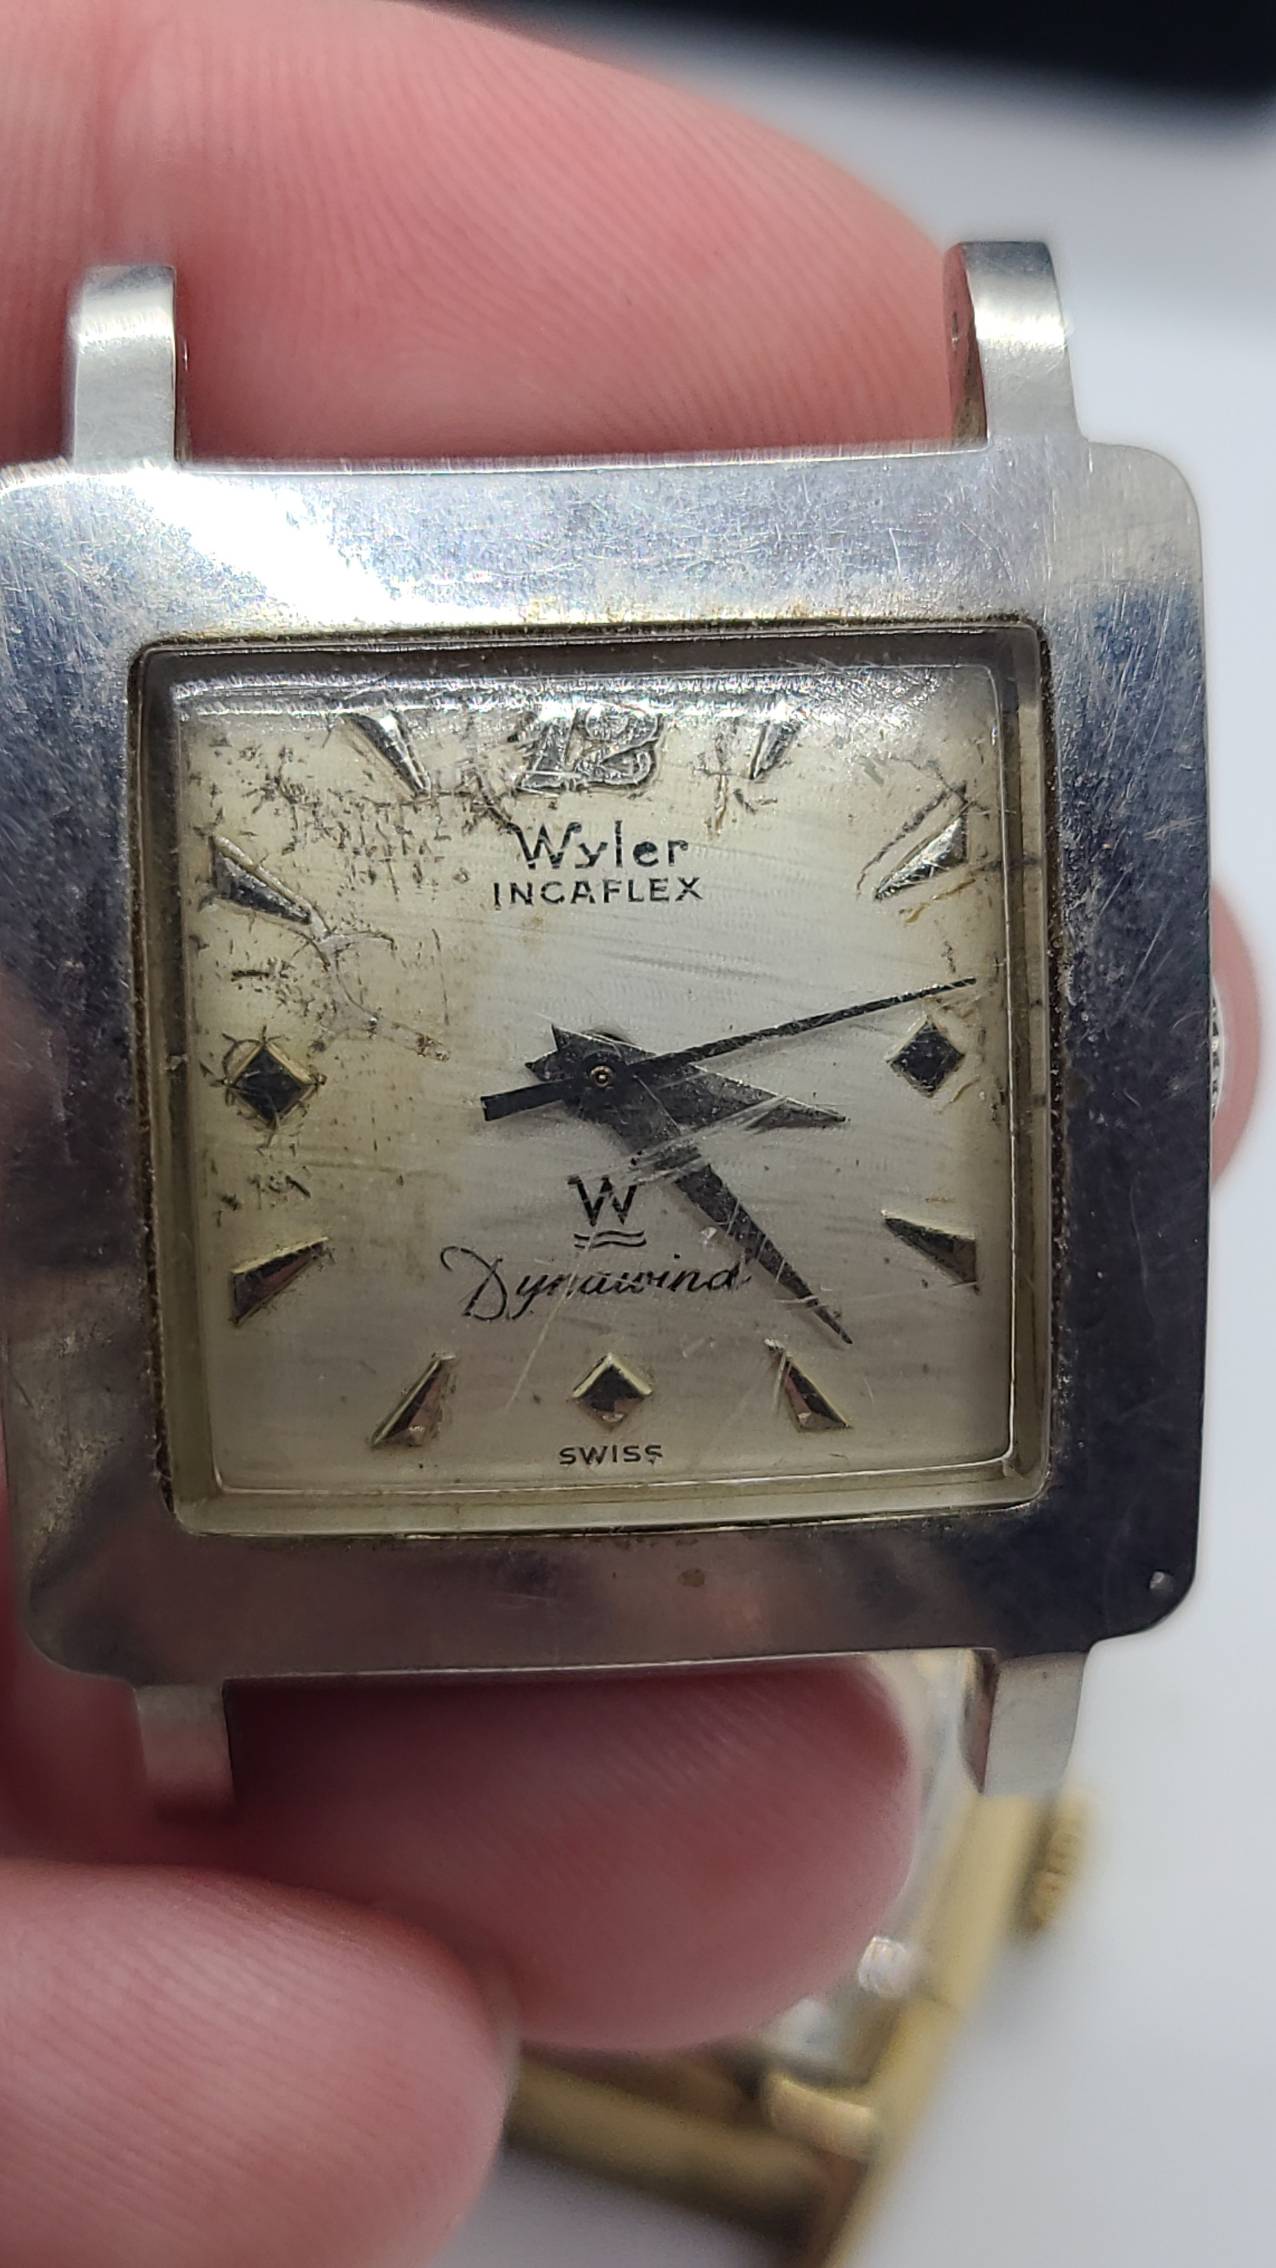 12
Wyler
INCAFLEX
W
Dynawind
SWISS